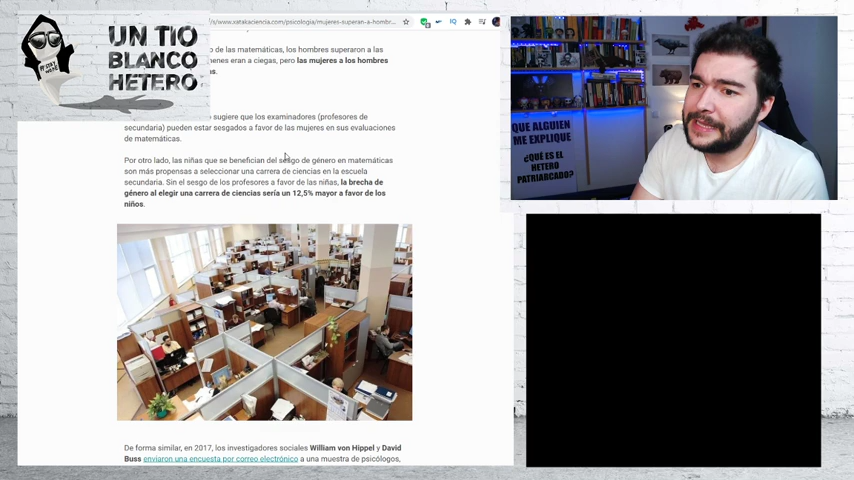 UN TIO
BLANCO
HETERO
/s/www.xatakaciencia.com/psicologia/mujeres-superan-a-hombr...
IQ
o de las matemáticas, los hombres superaron a las
enes eran a ciegas, pero las mujeres a los hombres
s.
sugiere que los examinadores (profesores de
secundaria) pueden estar sesgados a favor de las mujeres en sus evaluaciones
de matemáticas.
Por otro lado, las niñas que se benefician del sesgo de género en matemáticas
son más propensas a seleccionar una carrera de ciencias en la escuela
secundaria. Sin el sesgo de los profesores a favor de las niñas, la brecha de
género al elegir una carrera de ciencias sería un 12,5% mayor a favor de los
niños.
De forma similar, en 2017, los investigadores sociales William von Hippel y David
Buss enviaron una encuesta por correo electrónico a una muestra de psicólogos,
QUE ALGUIEN
ME EXPLIQUE
¿QUÉ ES EL
HETERO
PATRIARCADO?